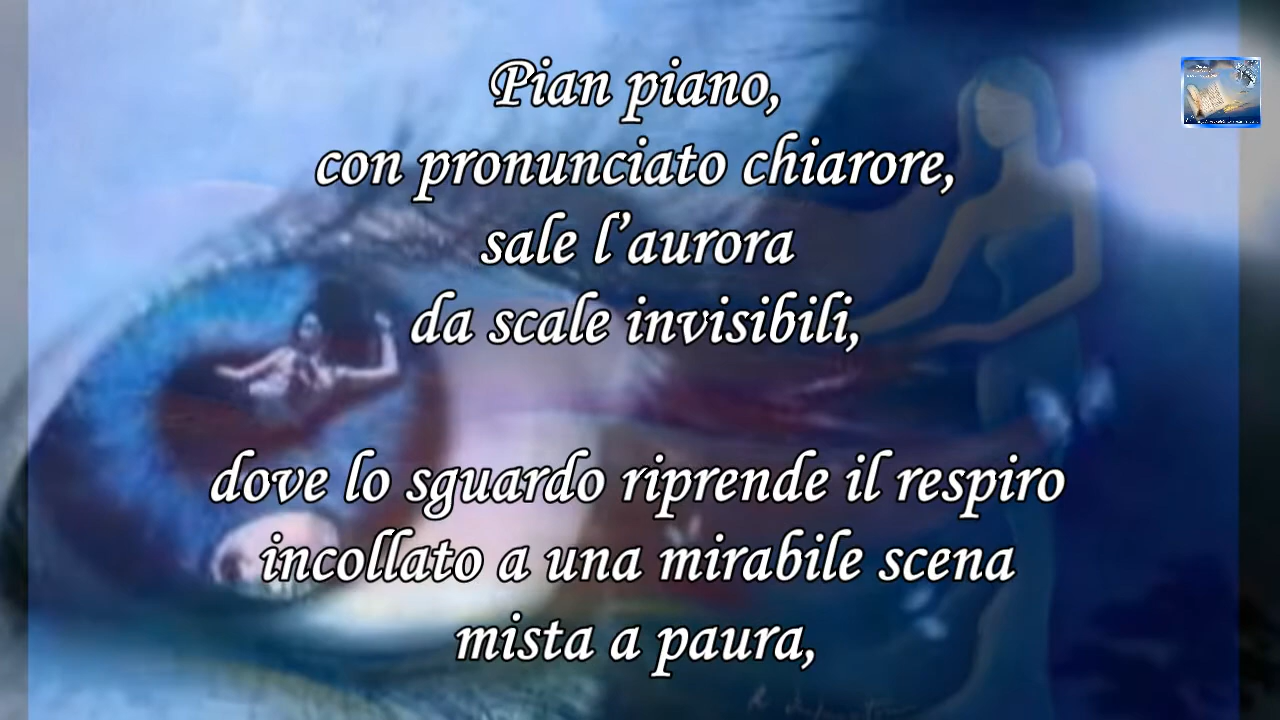 Pian piano,
con pronunciato chiarore,
sale l’aurora
da scale invisibili,
dove lo sguardo riprende il respiro
incollato a una mirabile scena
mista a paura,